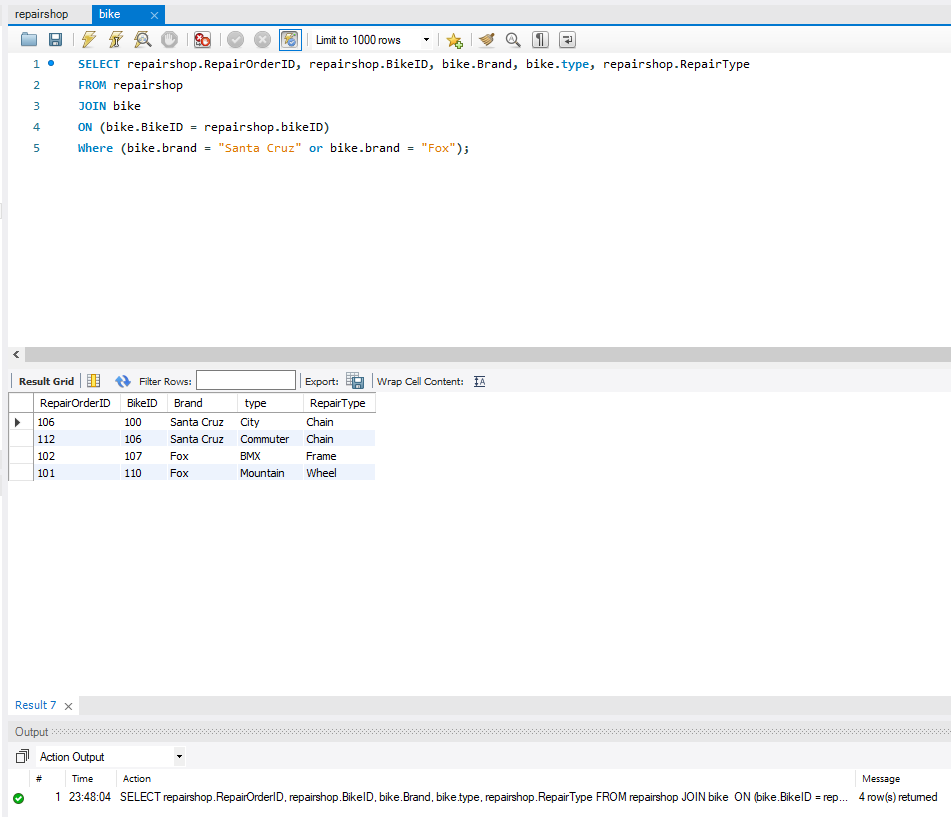 repairshop
bike
Limit to 1000 rows
1 SELECT repairshop.RepairOrderID, repairshop.BikeID, bike.Brand, bike.type, repairshop.RepairType
2 FROM repairshop
3 JOIN bike
4 ON (bike.BikeID = repairshop.bikeID)
5 Where (bike.brand = "Santa Cruz" or bike.brand = "Fox");
Result Grid Filter Rows: Export: Wrap Cell Content:
RepairOrderID BikeID Brand type RepairType
106 100 Santa Cruz City Chain
112 106 Santa Cruz Commuter Chain
102 107 Fox BMX Frame
101 110 Fox Mountain Wheel
Result 7
Output
Action Output
# Time Action Message
1 23:48:04 SELECT repairshop.RepairOrderID, repairshop.BikeID, bike.Brand, bike.type, repairshop.RepairType FROM repairshop JOIN bike ON (bike.BikeID = rep... 4 row(s) returned